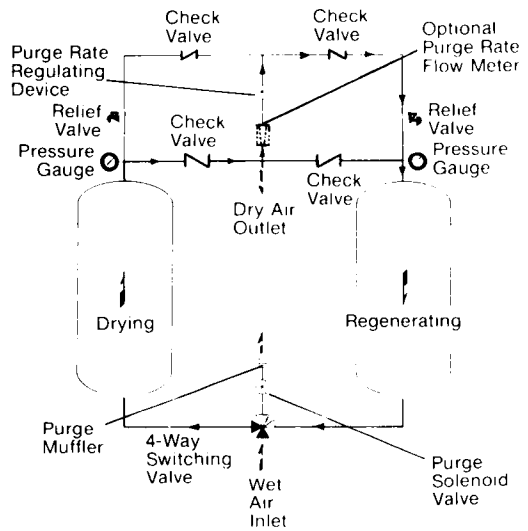 Check
Valve
Check
Valve
Optional
Purge Rate
Flow Meter
Purge Rate
Regulating
Device
Relief
Valve
Check
Valve
Relief
Valve
Pressure
Gauge
Check
Valve
Pressure
Gauge
Dry Air
Outlet
Drying
Regenerating
Purge
Muffler
4-Way
Switching
Valve
Wet
Air
Inlet
Purge
Solenoid
Valve